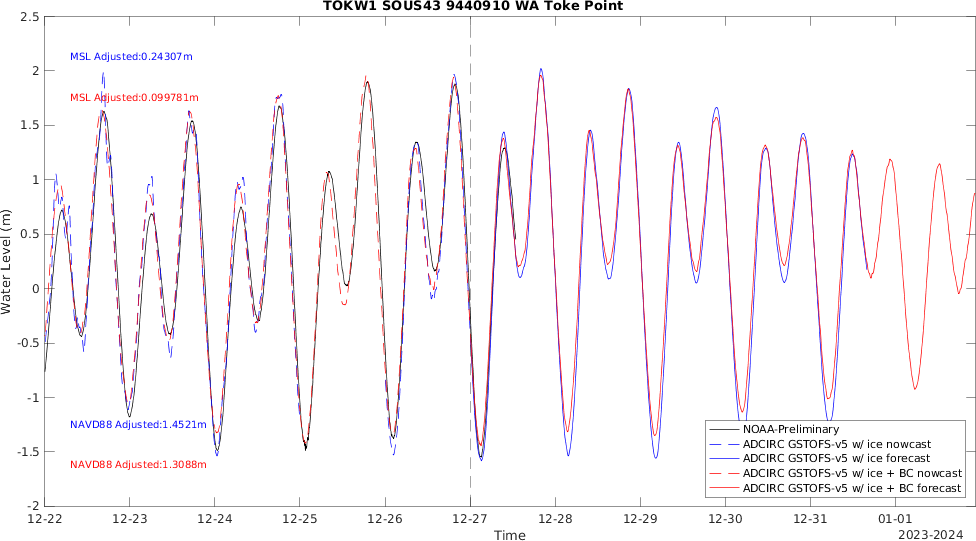 TOKW1 SOUS43 9440910 WA Toke Point
2.5
2
1.5
1
0.5
0
-0.5
-1
-1.5
-2
Water Level (m)
MSL Adjusted:0.24307m
MSL Adjusted:0.099781m
NAVD88 Adjusted:1.4521m
NAVD88 Adjusted:1.3088m
NOAA-Preliminary
ADCIRC GSTOFS-v5 w/ ice nowcast
ADCIRC GSTOFS-v5 w/ ice forecast
ADCIRC GSTOFS-v5 w/ ice + BC nowcast
ADCIRC GSTOFS-v5 w/ ice + BC forecast
12-22 12-23 12-24 12-25 12-26 12-27 12-28 12-29 12-30 12-31 01-01
Time
2023-2024